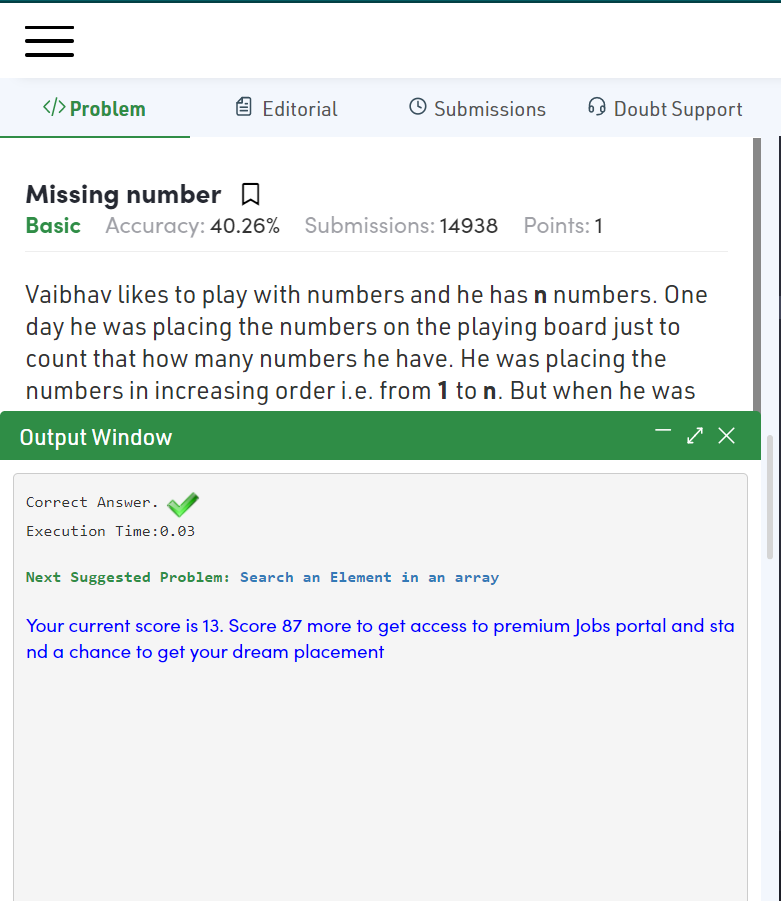 </> Problem Editorial Submissions Doubt Support
Missing number
Basic Accuracy: 40.26% Submissions: 14938 Points: 1
Vaibhav likes to play with numbers and he has n numbers. One
day he was placing the numbers on the playing board just to
count that how many numbers he have. He was placing the
numbers in increasing order i.e. from 1 to n. But when he was
Output Window
Correct Answer.
Execution Time:0.03
Next Suggested Problem: Search an Element in an array
Your current score is 13. Score 87 more to get access to premium Jobs portal and sta
nd a chance to get your dream placement